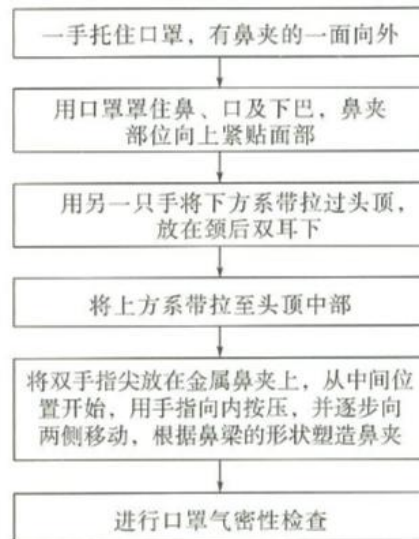 一手托住口罩，有鼻夹的一面向外
用口罩罩住鼻、口及下巴，鼻夹
部位向上紧贴面部
用另一只手将下方系带拉过头顶，
放在颈后双耳下
将上方系带拉至头顶中部
将双手指尖放在金属鼻夹上，从中间位
置开始，用手指向内按压，并逐步向
两侧移动，根据鼻梁的形状塑造鼻夹
进行口罩气密性检查